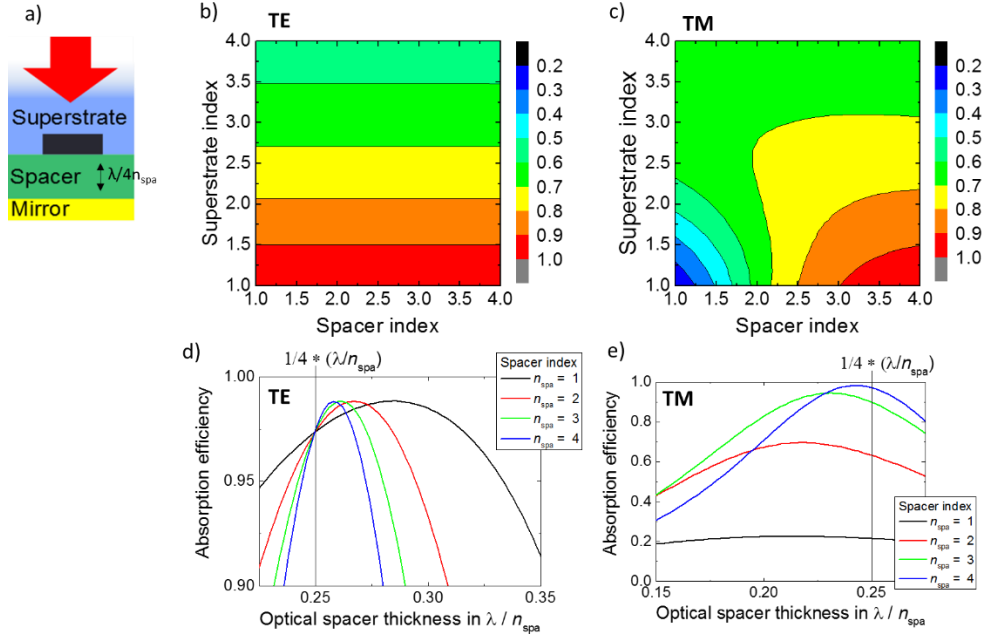 a)
Superstrate
Spacer
λ/4n_spa
Mirror
b)
TE
Superstrate index
4.0
3.5
3.0
2.5
2.0
1.5
1.0
1.0 1.5 2.0 2.5 3.0 3.5 4.0
Spacer index
0.2
0.3
0.4
0.5
0.6
0.7
0.8
0.9
1.0
c)
TM
Superstrate index
4.0
3.5
3.0
2.5
2.0
1.5
1.0
1.0 1.5 2.0 2.5 3.0 3.5 4.0
Spacer index
0.2
0.3
0.4
0.5
0.6
0.7
0.8
0.9
1.0
d)
1/4 * (λ/n_spa)
TE
Spacer index
n_spa = 1
n_spa = 2
n_spa = 3
n_spa = 4
Absorption efficiency
1.00
0.95
0.90
0.25 0.30 0.35
Optical spacer thickness in λ / n_spa
e)
1/4 * (λ/n_spa)
TM
Absorption efficiency
1.0
0.8
0.6
0.4
0.2
0.0
Spacer index
n_spa = 1
n_spa = 2
n_spa = 3
n_spa = 4
0.15 0.20 0.25
Optical spacer thickness in λ / n_spa